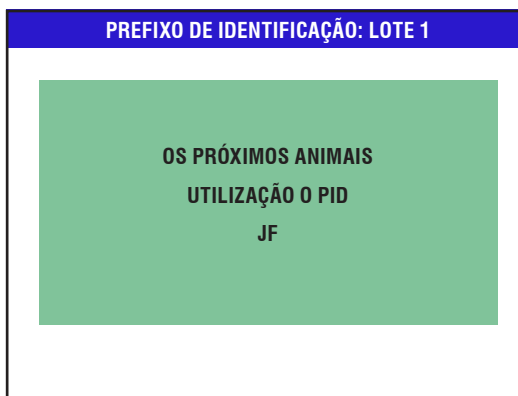 PREFIXO DE IDENTIFICAÇÃO: LOTE 1
OS PRÓXIMOS ANIMAIS
UTILIZAÇÃO O PID
JF